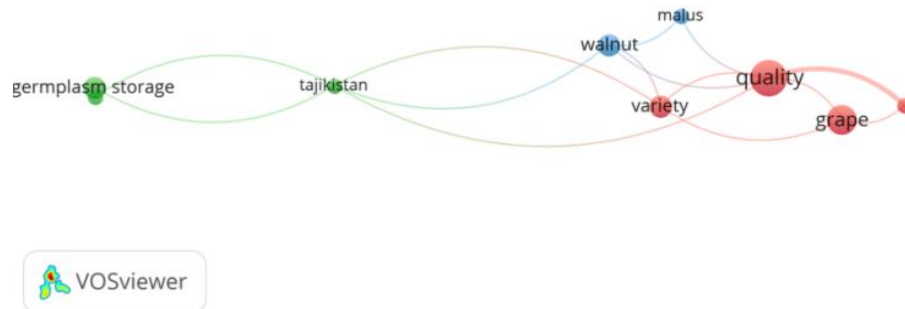 malus
walnut
quality
germplasm storage
tajikistan
variety
grape
VOSviewer